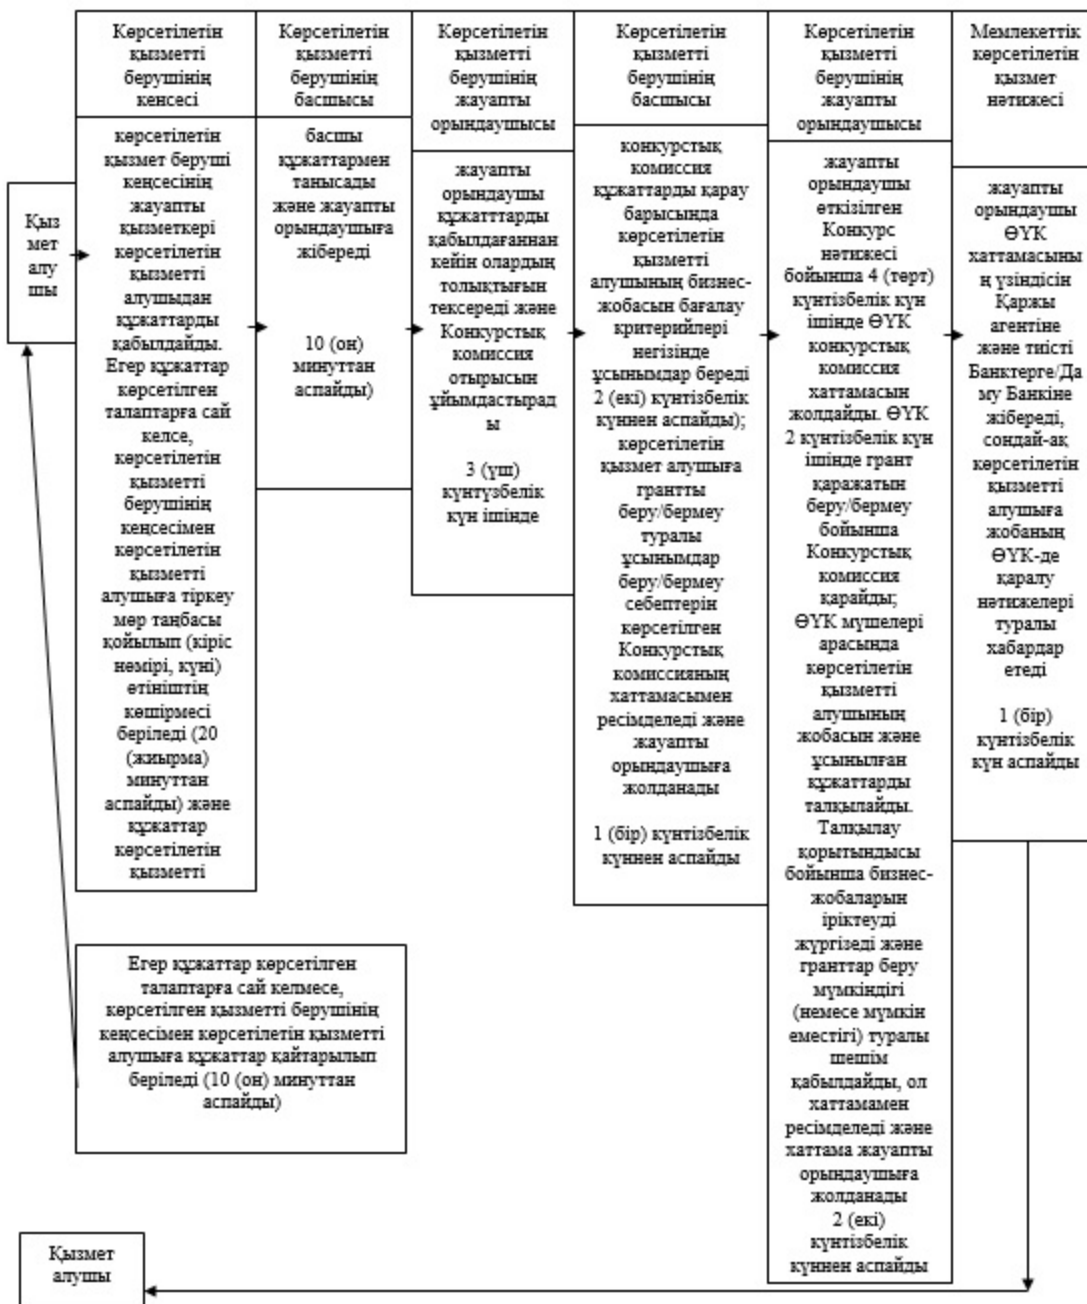 Көрсетілетін
қызметті
берушінің
кенсесі
Көрсетілетін
қызметті
берушінің
басшысы
Көрсетілетін
қызметті
берушінің
жауапты
орындаушысы
Көрсетілетін
қызметті
берушінің
басшысы
Көрсетілетін
қызметті
берушінің
жауапты
орындаушысы
Мемлекеттік
көрсетілетін
қызмет
нәтижесі
Қыз
мет
алу
шы
көрсетілетін
қызмет беруші
кеңсесінің
жауапты
қызметкері
көрсетілетін
қызметті
алушыдан
құжаттарды
қабылдайды.
Егер құжаттар
көрсетілген
талаптарға сай
келсе,
көрсетілетін
қызметті
берушінің
кеңсесімен
көрсетілетін
қызметті
алушыға тіркеу
мөр таңбасы
қойылып (кіріс
нөмірі, күні)
өтініштің
көшірмесі
беріледі (20
(жиырма)
минуттан
аспайды) және
құжаттар
көрсетілетін
қызметті
басшы
құжаттармен
танысады
және жауапты
орындаушыға
жібереді
10 (он)
минуттан
аспайды)
жауапты
орындаушы
құжатттарды
қабылдағаннан
кейін олардың
толықтығын
тексереді және
Конкурстық
комиссия
отырысын
ұйымдастырад
ы
3 (үш)
күнтүзбелік
күн ішінде
конкурстық
комиссия
құжаттарды қарау
барысында
көрсетілетін
қызметті
алушының бизнес-
жобасын бағалау
критерийлері
негізінде
ұсынымдар береді
2 (екі) күнтізбелік
күннен аспайды);
көрсетілетін
қызмет алушыға
грантты
беру/бермеу
туралы
ұсынымдар
беру/бермеу
себептерін
көрсетілген
Конкурстық
комиссияның
хаттамасымен
ресімделеді және
жауапты
орындаушыға
жолданады
1 (бір) күнтізбелік
күннен аспайды
жауапты
орындаушы
өткізілген
Конкурс
нәтижесі
бойынша 4 (төрт)
күнтізбелік күн
ішінде ӨҮК
конкурстық
комиссия
хаттамасын
жолдайды. ӨҮК
2 күнтізбелік күн
ішінде грант
қаражатын
беру/бермеу
бойынша
Конкурстық
комиссия
қарайды;
ӨҮК мүшелері
арасында
көрсетілетін
қызметті
алушының
жобасын және
ұсынылған
құжаттарды
талқылайды.
Талқылау
қорытындысы
бойынша бизнес-
жобаларын
іріктеуді
жүргізеді және
гранттар беру
мүмкіндігі
(немесе мүмкін
еместігі) туралы
шешім
қабылдайды, ол
хаттамамен
ресімделеді және
хаттама жауапты
орындаушыға
жолданады
2 (екі)
күнтізбелік
күннен аспайды
жауапты
орындаушы
ӨҮК
хаттамасыны
ң үзіндісін
Қаржы
агентіне
және тиісті
Банктерге/Да
му Банкіне
жібереді,
сондай-ақ
көрсетілетін
қызметті
алушыға
жобаның
ӨҮК-де
қаралу
нәтижелері
туралы
хабардар
етеді
1 (бір)
күнтізбелік
күн аспайды
Егер құжаттар көрсетілген
талаптарға сай келмесе,
көрсетілген қызметті берушінің
кеңсесімен көрсетілетін қызметті
алушыға құжаттар қайтарылып
беріледі (10 (он) минуттан
аспайды)
Қызмет
алушы